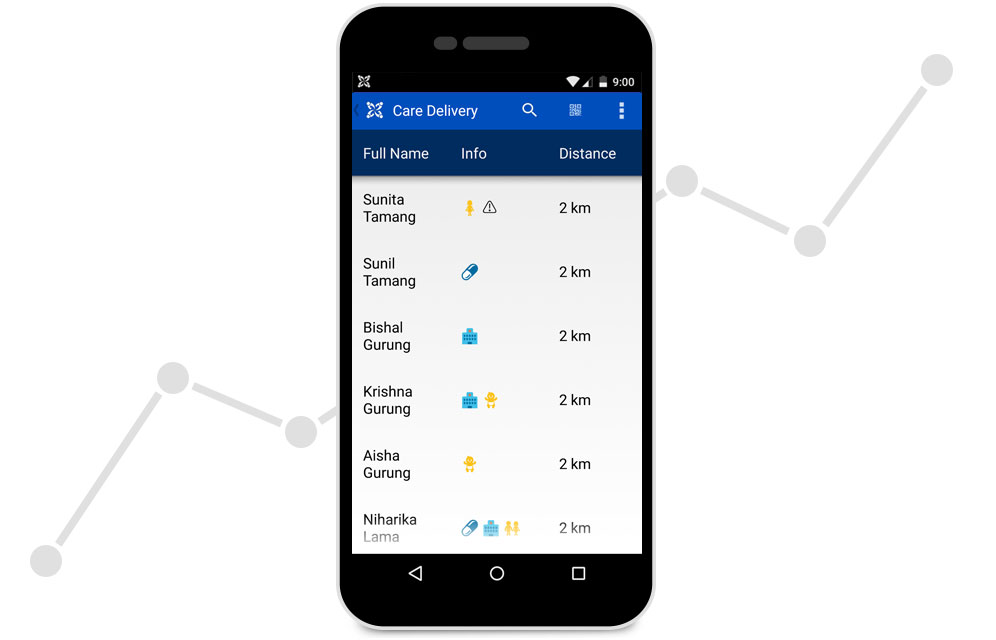 9:00
Care Delivery
Full Name Info Distance
Sunita
Tamang
2 km
Sunil
Tamang
2 km
Bishal
Gurung
2 km
Krishna
Gurung
2 km
Aisha
Gurung
2 km
Niharika
Lama
2 km